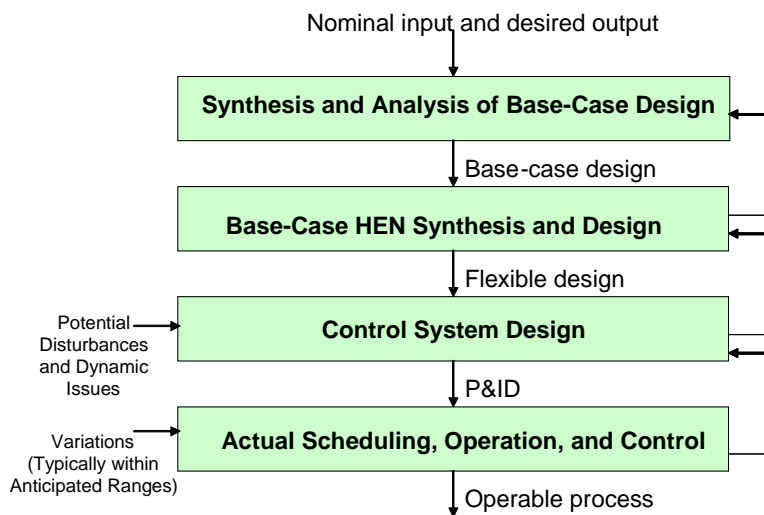 Nominal input and desired output
Synthesis and Analysis of Base-Case Design
Base-case design
Base-Case HEN Synthesis and Design
Flexible design
Potential
Disturbances
and Dynamic
Issues
Control System Design
P&ID
Variations
(Typically within
Anticipated Ranges)
Actual Scheduling, Operation, and Control
Operable process